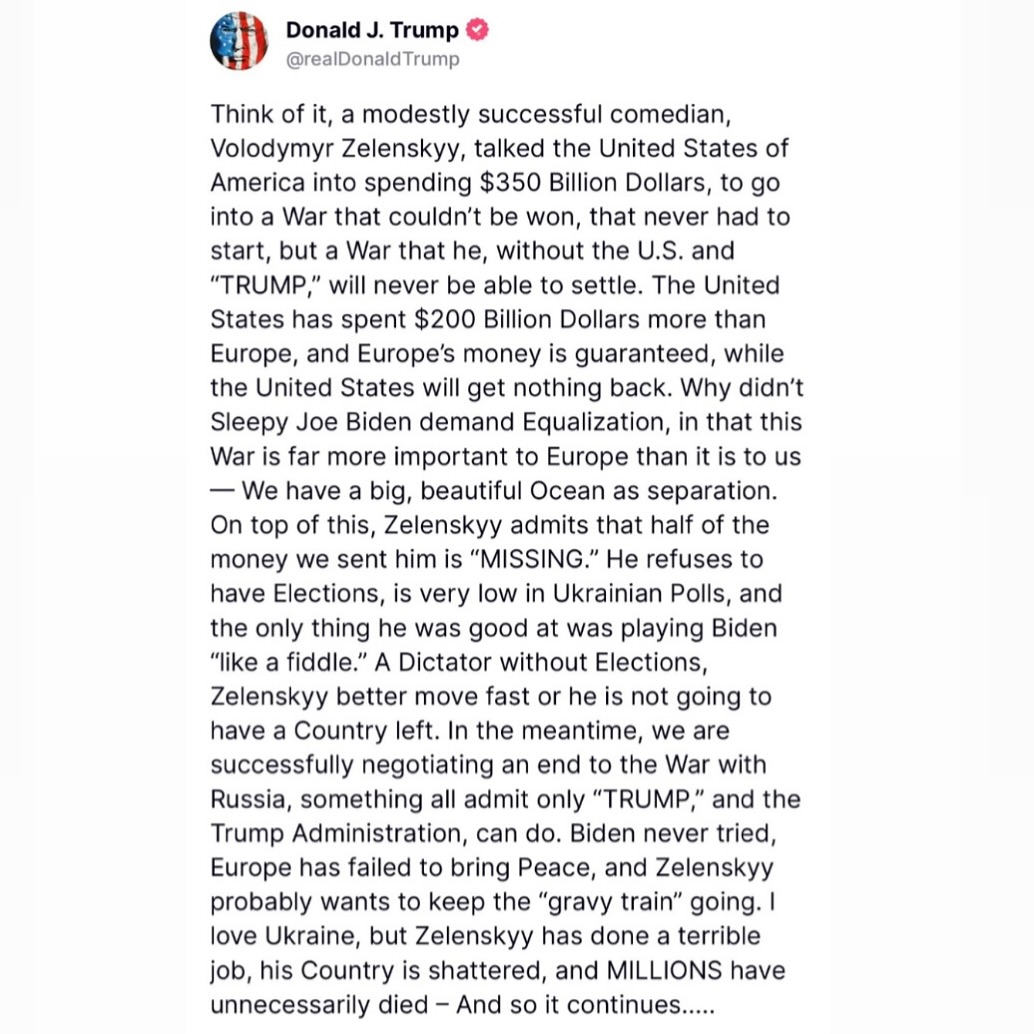 Donald J. Trump
@realDonaldTrump
Think of it, a modestly successful comedian,
Volodymyr Zelenskyy, talked the United States of
America into spending $350 Billion Dollars, to go
into a War that couldn’t be won, that never had to
start, but a War that he, without the U.S. and
“TRUMP,” will never be able to settle. The United
States has spent $200 Billion Dollars more than
Europe, and Europe’s money is guaranteed, while
the United States will get nothing back. Why didn’t
Sleepy Joe Biden demand Equalization, in that this
War is far more important to Europe than it is to us
— We have a big, beautiful Ocean as separation.
On top of this, Zelenskyy admits that half of the
money we sent him is “MISSING.” He refuses to
have Elections, is very low in Ukrainian Polls, and
the only thing he was good at was playing Biden
“like a fiddle.” A Dictator without Elections,
Zelenskyy better move fast or he is not going to
have a Country left. In the meantime, we are
successfully negotiating an end to the War with
Russia, something all admit only “TRUMP,” and the
Trump Administration, can do. Biden never tried,
Europe has failed to bring Peace, and Zelenskyy
probably wants to keep the “gravy train” going. I
love Ukraine, but Zelenskyy has done a terrible
job, his Country is shattered, and MILLIONS have
unnecessarily died – And so it continues.....